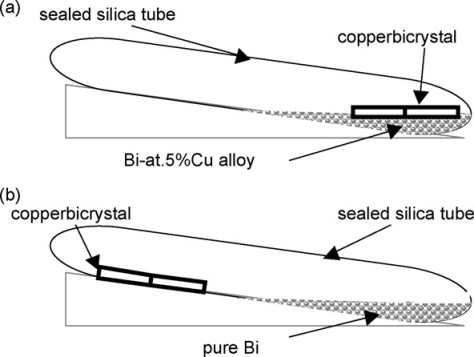 (a)
sealed silica tube
copperbicrystal
Bi-at.5%Cu alloy
(b)
copperbicrystal
sealed silica tube
pure Bi